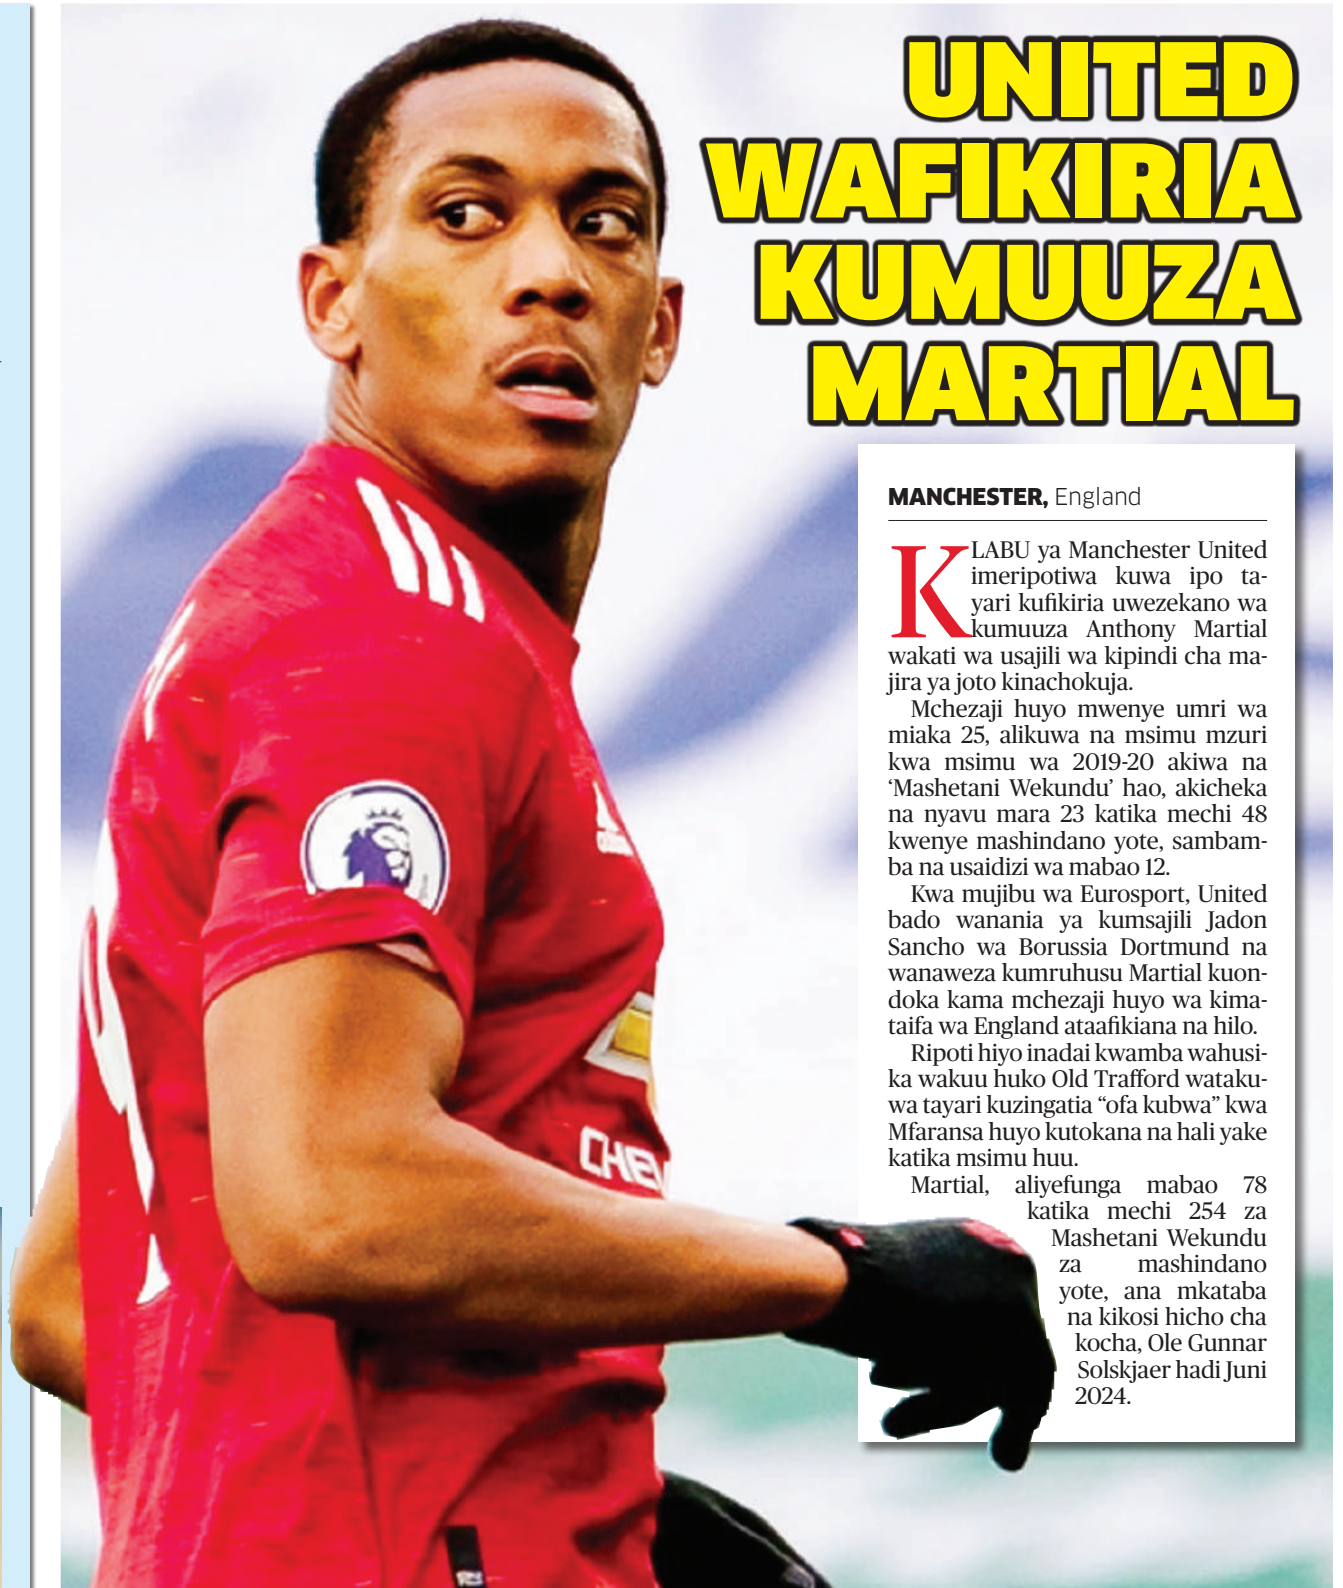 UNITED
WAFIKIRIA
KUMUUZA
MARTIAL
MANCHESTER, England
KLABU ya Manchester United
imeripotiwa kuwa ipo ta-
yari kufikiria uwezekano wa
kumuuza Anthony Martial
wakati wa usajili wa kipindi cha ma-
jira ya joto kinachokuja.
Mchezaji huyo mwenye umri wa
miaka 25, alikuwa na msimu mzuri
kwa msimu wa 2019-20 akiwa na
‘Mashetani Wekundu’ hao, akicheka
na nyavu mara 23 katika mechi 48
kwenye mashindano yote, sambam-
ba na usaidizi wa mabao 12.
Kwa mujibu wa Eurosport, United
bado wanania ya kumsajili Jadon
Sancho wa Borussia Dortmund na
wanaweza kumruhusu Martial kuon-
doka kama mchezaji huyo wa kima-
taifa wa England ataafikiana na hilo.
Ripoti hiyo inadai kwamba wahusi-
ka wakuu huko Old Trafford wataku-
wa tayari kuzingatia “ofa kubwa” kwa
Mfaransa huyo kutokana na hali yake
katika msimu huu.
Martial, aliyefunga mabao 78
katika mechi 254 za
Mashetani Wekundu
za mashindano
yote, ana mkataba
na kikosi hicho cha
kocha, Ole Gunnar
Solskjaer hadi Juni
2024.
CHEV